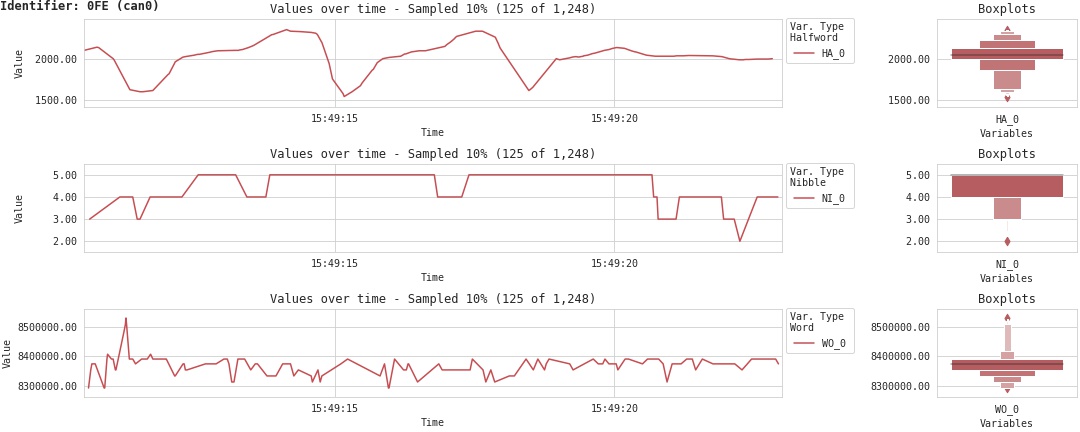 Identifier: 0FE (can0)
Values over time - Sampled 10% (125 of 1,248)
Boxplots
Value
2000.00
1500.00
15:49:15
15:49:20
Time
Var. Type
Halfword
HA_0
2000.00
1500.00
HA_0
Variables
Values over time - Sampled 10% (125 of 1,248)
Boxplots
Value
5.00
4.00
3.00
2.00
15:49:15
15:49:20
Time
Var. Type
Nibble
NI_0
5.00
4.00
3.00
2.00
NI_0
Variables
Values over time - Sampled 10% (125 of 1,248)
Boxplots
Value
8500000.00
8400000.00
8300000.00
15:49:15
15:49:20
Time
Var. Type
Word
WO_0
8500000.00
8400000.00
8300000.00
WO_0
Variables